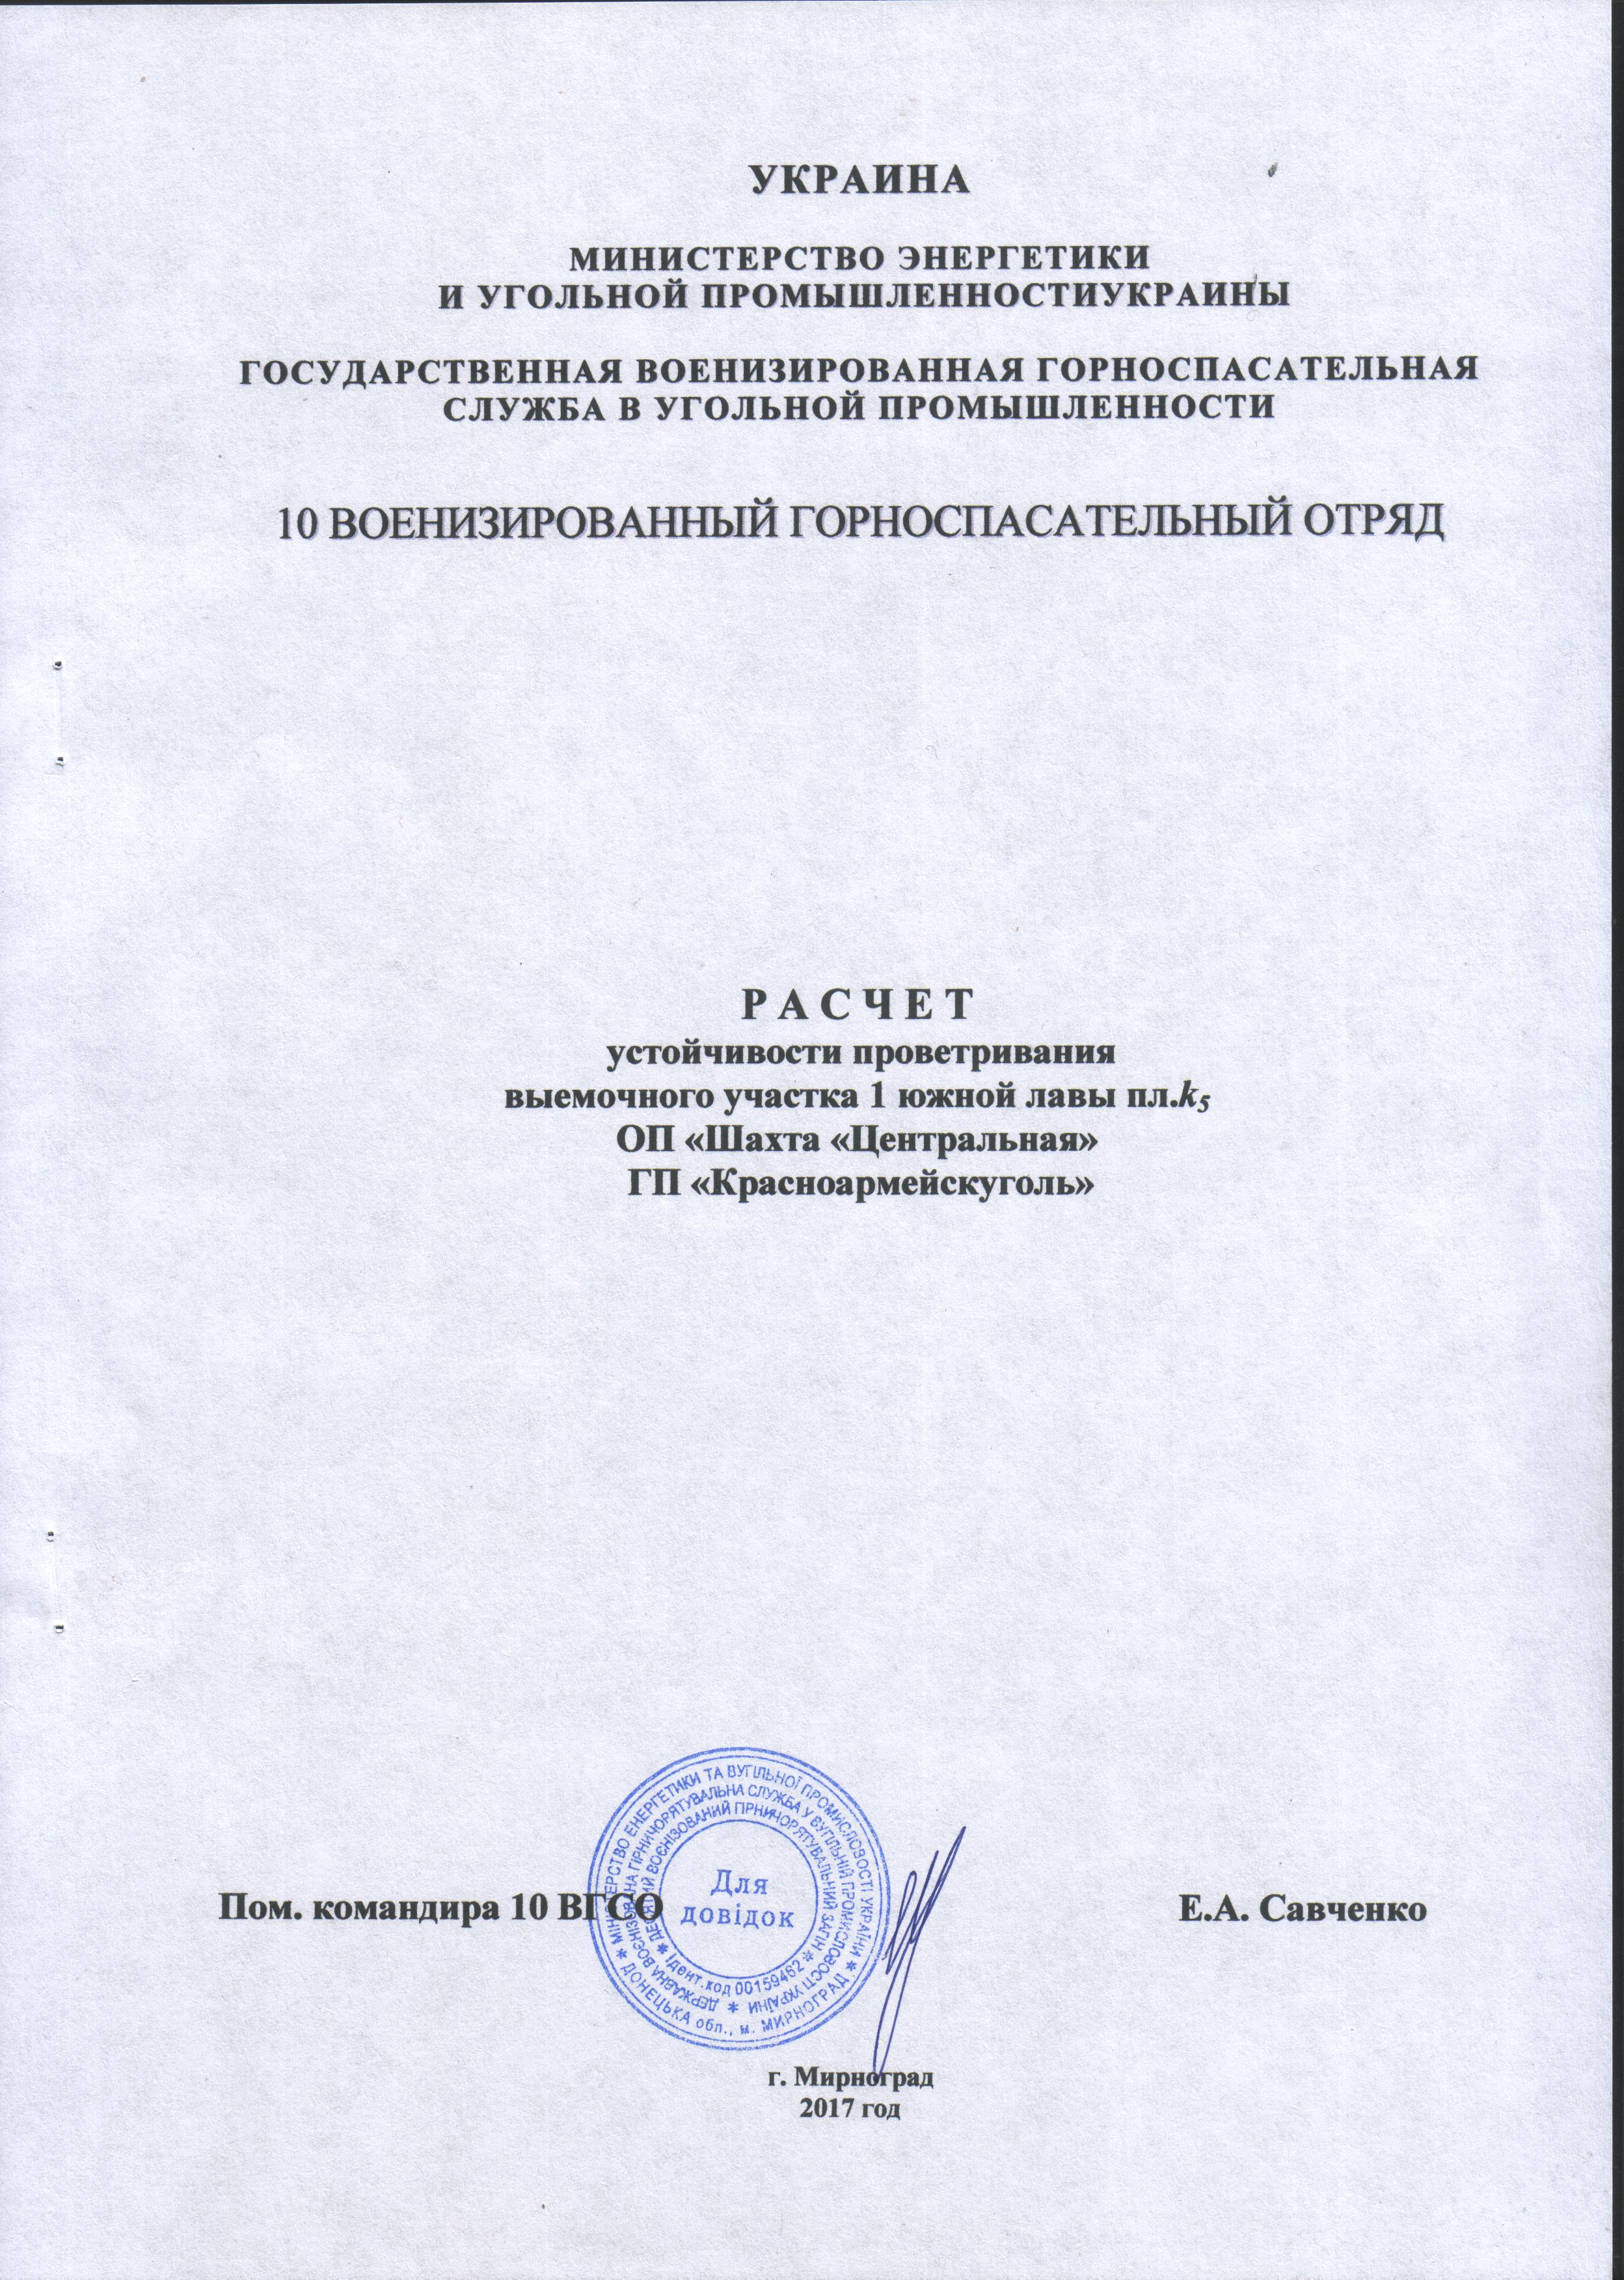 УКРАИНА
МИНИСТЕРСТВО ЭНЕРГЕТИКИ
И УГОЛЬНОЙ ПРОМЫШЛЕННОСТИУКРАИНЫ
ГОСУДАРСТВЕННАЯ ВОЕНИЗИРОВАННАЯ ГОРНОСПАСАТЕЛЬНАЯ
СЛУЖБА В УГОЛЬНОЙ ПРОМЫШЛЕННОСТИ
10 ВОЕНИЗИРОВАННЫЙ ГОРНОСПАСАТЕЛЬНЫЙ ОТРЯД
Р А С Ч Е Т
устойчивости проветривания
выемочного участка 1 южной лавы пл.k₅
ОП «Шахта «Центральная»
ГП «Красноармейскуголь»
МІНІСТЕРСТВО ЕНЕРГЕТИКИ ТА ВУГІЛЬНОЇ ПРОМИСЛОВОСТІ УКРАЇНИ
* ДОНЕЦЬКА обл., м. МИРНОГРАД *
ДЕРЖАВНА ВОЄНІЗОВАНА ГІРНИЧОРЯТУВАЛЬНА СЛУЖБА У ВУГІЛЬНІЙ ПРОМИСЛОВОСТІ УКРАЇНИ *
ДЕСЯТИЙ ВОЄНІЗОВАНИЙ ГІРНИЧОРЯТУВАЛЬНИЙ ЗАГІН
* Ідент.код 00159462 *
Для
довідок
Пом. командира 10 ВГСО Е.А. Савченко
г. Мирноград
2017 год